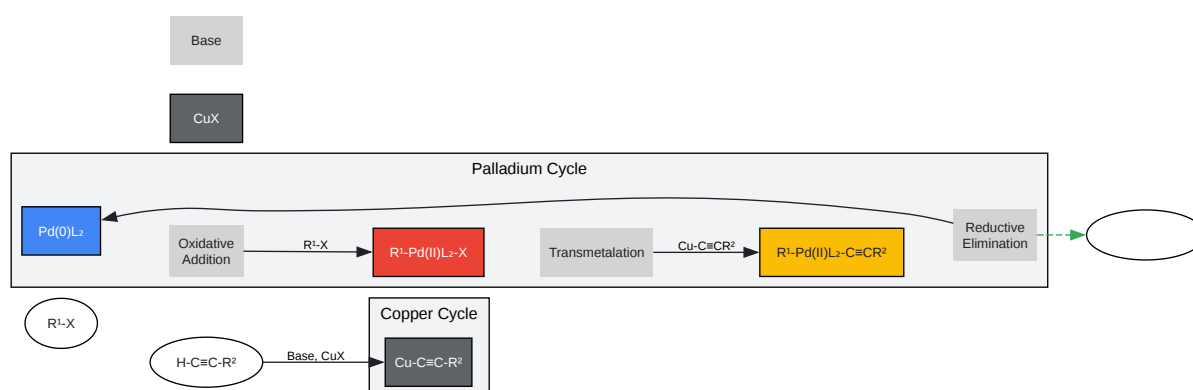 Base
CuX
Palladium Cycle
Pd(0)L₂
Oxidative
Addition
R¹-X
R¹-Pd(II)L₂-X
Transmetalation
Cu-C≡CR²
R¹-Pd(II)L₂-C≡CR²
Reductive
Elimination
R¹-X
Copper Cycle
H-C≡C-R²
Base, CuX
Cu-C≡C-R²